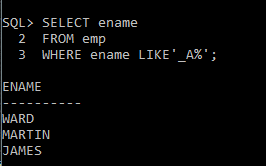 SQL> SELECT ename
  2  FROM emp
  3  WHERE ename LIKE'_A%';
ENAME
----------
WARD
MARTIN
JAMES